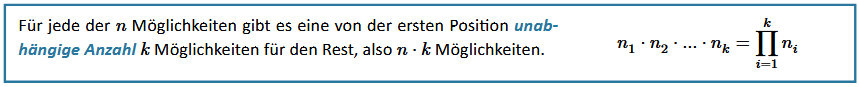 Für jede der n Möglichkeiten gibt es eine von der ersten Position unab-
hängige Anzahl k Möglichkeiten für den Rest, also n · k Möglichkeiten.
n₁ · n₂ · ... · nₖ = ∏ᵢ₌₁ᵏ nᵢ